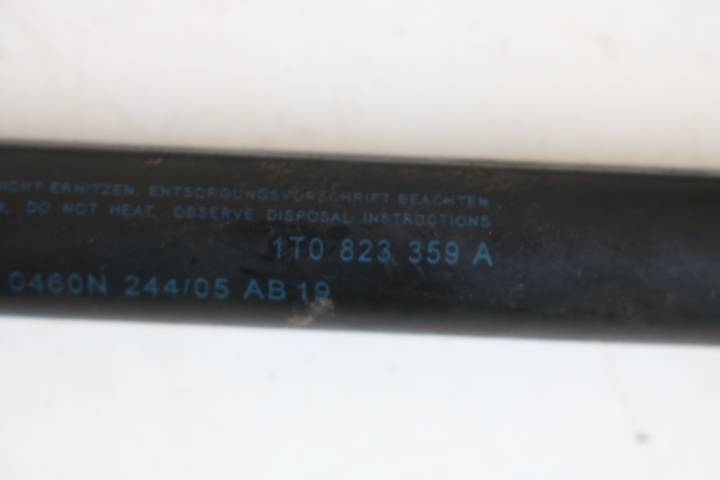 NICHT ERHITZEN. ENTSORGUNGSVORSCHRIFT BEACHTEN.
DO NOT HEAT. OBSERVE DISPOSAL INSTRUCTIONS
1T0 823 359 A
0460N 244/05 AB 19